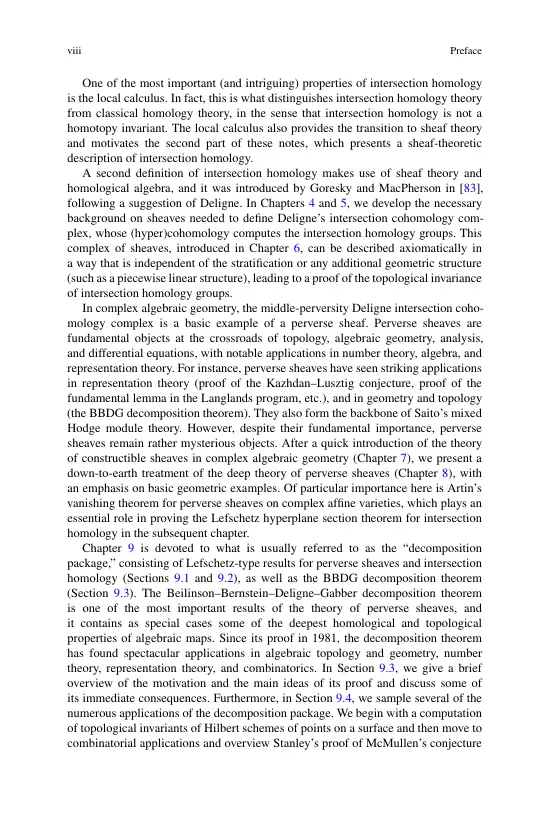 viii Preface
One of the most important (and intriguing) properties of intersection homology
is the local calculus. In fact, this is what distinguishes intersection homology theory
from classical homology theory, in the sense that intersection homology is not a
homotopy invariant. The local calculus also provides the transition to sheaf theory
and motivates the second part of these notes, which presents a sheaf-theoretic
description of intersection homology.
A second definition of intersection homology makes use of sheaf theory and
homological algebra, and it was introduced by Goresky and MacPherson in [83],
following a suggestion of Deligne. In Chapters 4 and 5, we develop the necessary
background on sheaves needed to define Deligne's intersection cohomology com-
plex, whose (hyper)cohomology computes the intersection homology groups. This
complex of sheaves, introduced in Chapter 6, can be described axiomatically in
a way that is independent of the stratification or any additional geometric structure
(such as a piecewise linear structure), leading to a proof of the topological invariance
of intersection homology groups.
In complex algebraic geometry, the middle-perversity Deligne intersection coho-
mology complex is a basic example of a perverse sheaf. Perverse sheaves are
fundamental objects at the crossroads of topology, algebraic geometry, analysis,
and differential equations, with notable applications in number theory, algebra, and
representation theory. For instance, perverse sheaves have seen striking applications
in representation theory (proof of the Kazhdan–Lusztig conjecture, proof of the
fundamental lemma in the Langlands program, etc.), and in geometry and topology
(the BBDG decomposition theorem). They also form the backbone of Saito's mixed
Hodge module theory. However, despite their fundamental importance, perverse
sheaves remain rather mysterious objects. After a quick introduction of the theory
of constructible sheaves in complex algebraic geometry (Chapter 7), we present a
down-to-earth treatment of the deep theory of perverse sheaves (Chapter 8), with
an emphasis on basic geometric examples. Of particular importance here is Artin's
vanishing theorem for perverse sheaves on complex affine varieties, which plays an
essential role in proving the Lefschetz hyperplane section theorem for intersection
homology in the subsequent chapter.
Chapter 9 is devoted to what is usually referred to as the “decomposition
package,” consisting of Lefschetz-type results for perverse sheaves and intersection
homology (Sections 9.1 and 9.2), as well as the BBDG decomposition theorem
(Section 9.3). The Beilinson–Bernstein–Deligne–Gabber decomposition theorem
is one of the most important results of the theory of perverse sheaves, and
it contains as special cases some of the deepest homological and topological
properties of algebraic maps. Since its proof in 1981, the decomposition theorem
has found spectacular applications in algebraic topology and geometry, number
theory, representation theory, and combinatorics. In Section 9.3, we give a brief
overview of the motivation and the main ideas of its proof and discuss some of
its immediate consequences. Furthermore, in Section 9.4, we sample several of the
numerous applications of the decomposition package. We begin with a computation
of topological invariants of Hilbert schemes of points on a surface and then move to
combinatorial applications and overview Stanley's proof of McMullen's conjecture